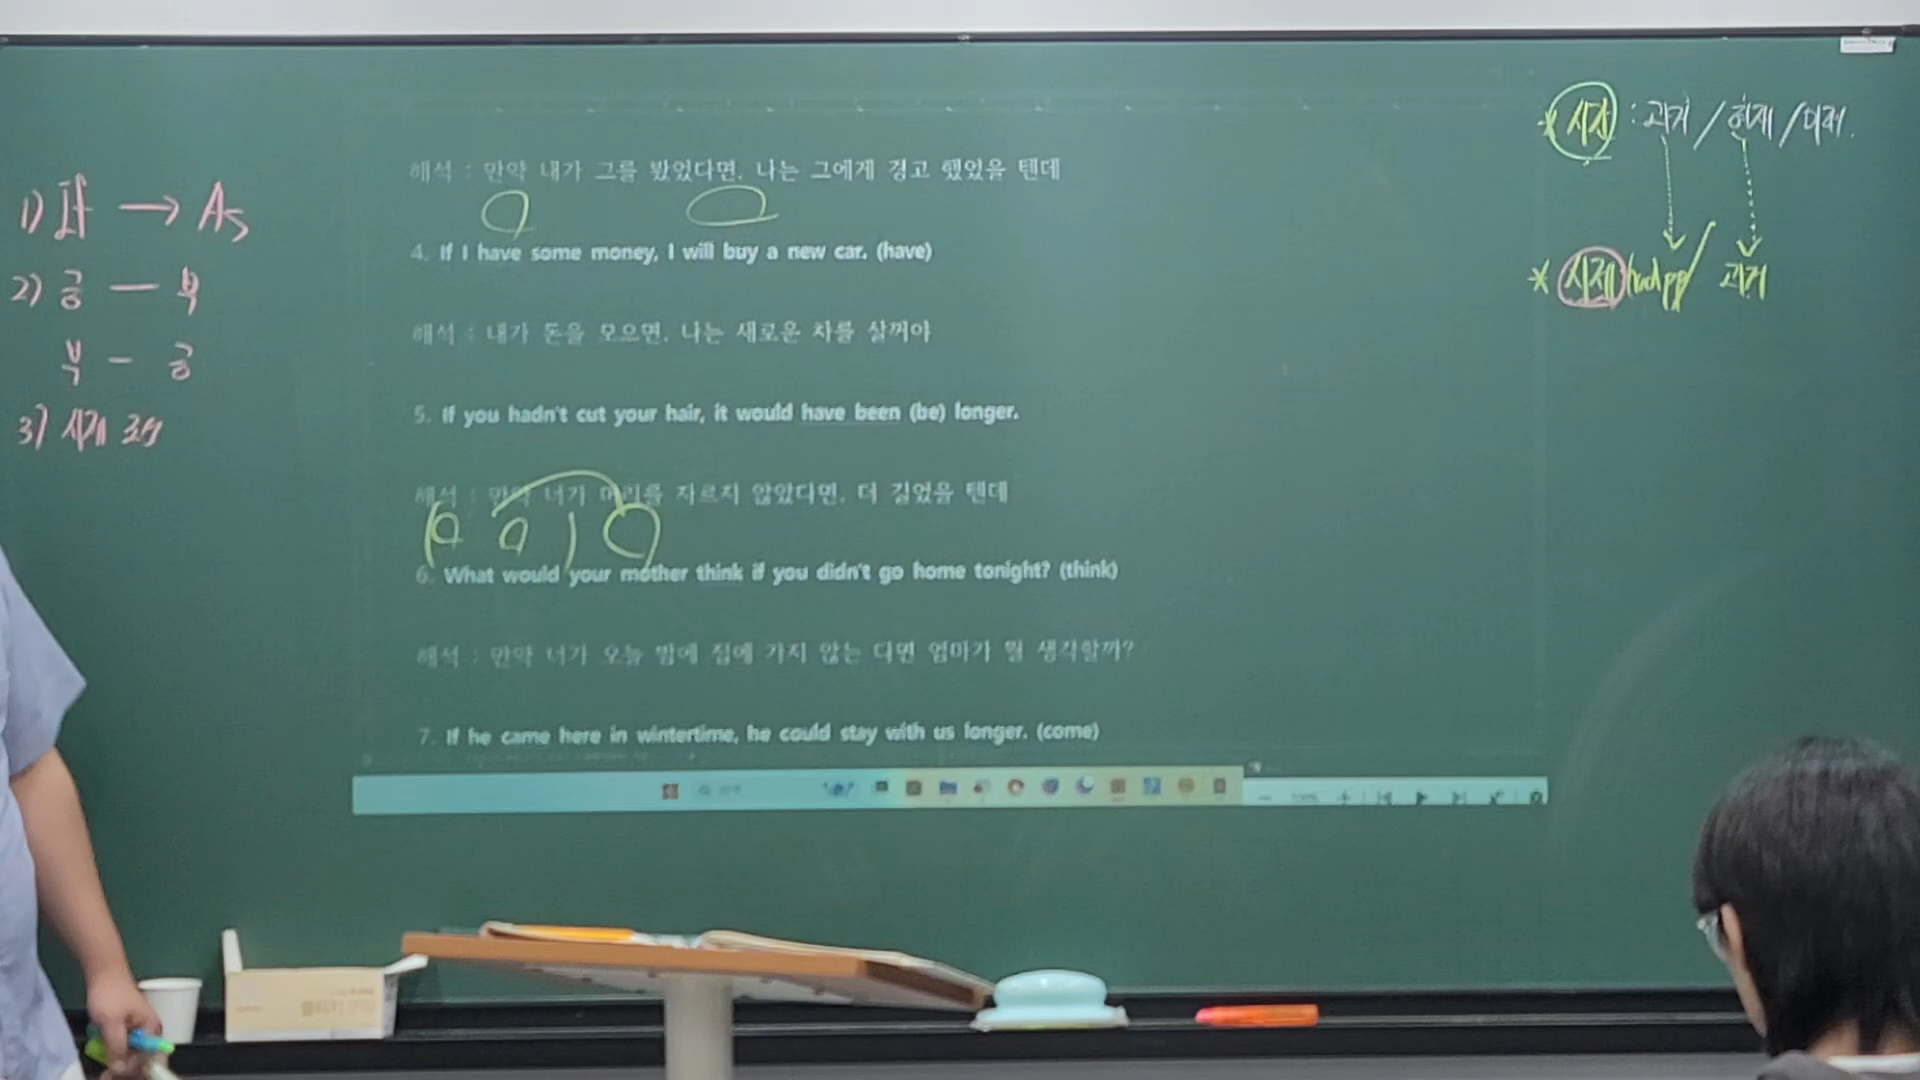 해석 : 만약 내가 그를 봤었다면, 나는 그에게 경고 했었을 텐데
4. If I have some money, I will buy a new car. (have)
해석 : 내가 돈을 모으면, 나는 새로운 차를 살꺼야
5. If you hadn't cut your hair, it would have been (be) longer.
해석 : 만약 너가 머리를 자르지 않았다면, 더 길었을 텐데
6. What would your mother think if you didn't go home tonight? (think)
해석 : 만약 너가 오늘 밤에 집에 가지 않는 다면 엄마가 뭘 생각할까?
7. If he came here in wintertime, he could stay with us longer. (come)
1) 과 → As
2) 긍 — 부
부 - 긍
3) 시제
* 시간 : 과거 / 현재 / 미래.
* 시제 had pp / 과거